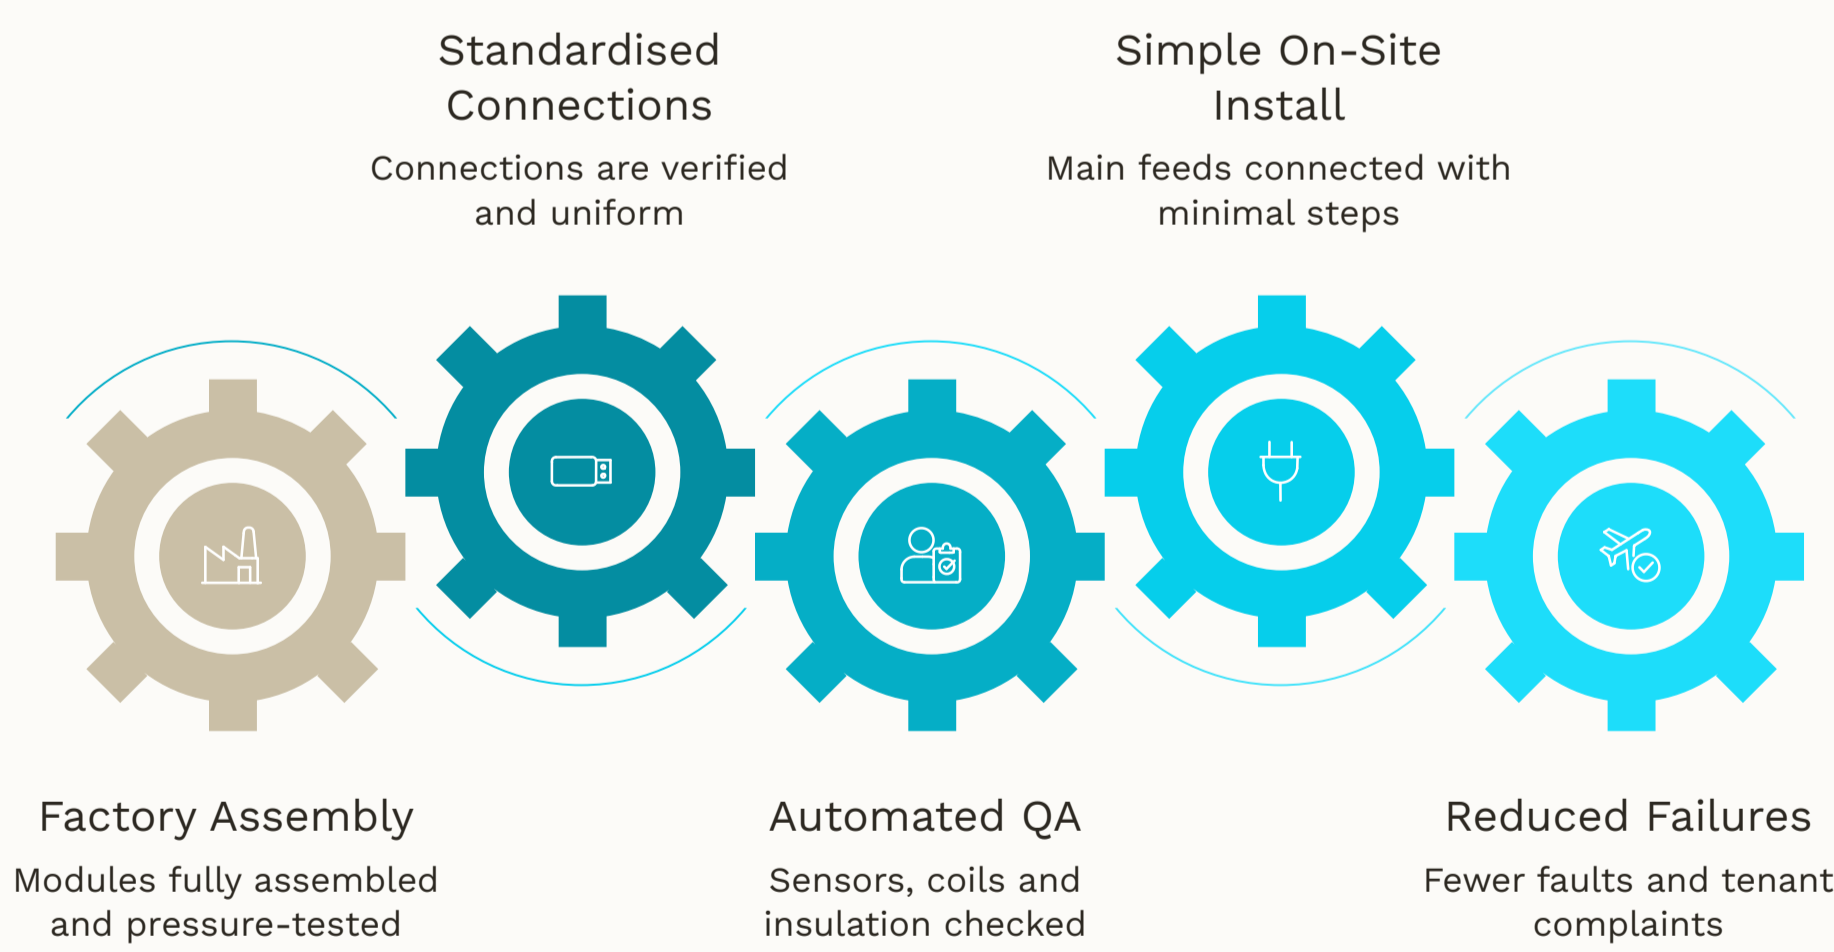 Standardised
Connections
Connections are verified
and uniform
Simple On-Site
Install
Main feeds connected with
minimal steps
Factory Assembly
Modules fully assembled
and pressure-tested
Automated QA
Sensors, coils and
insulation checked
Reduced Failures
Fewer faults and tenant
complaints